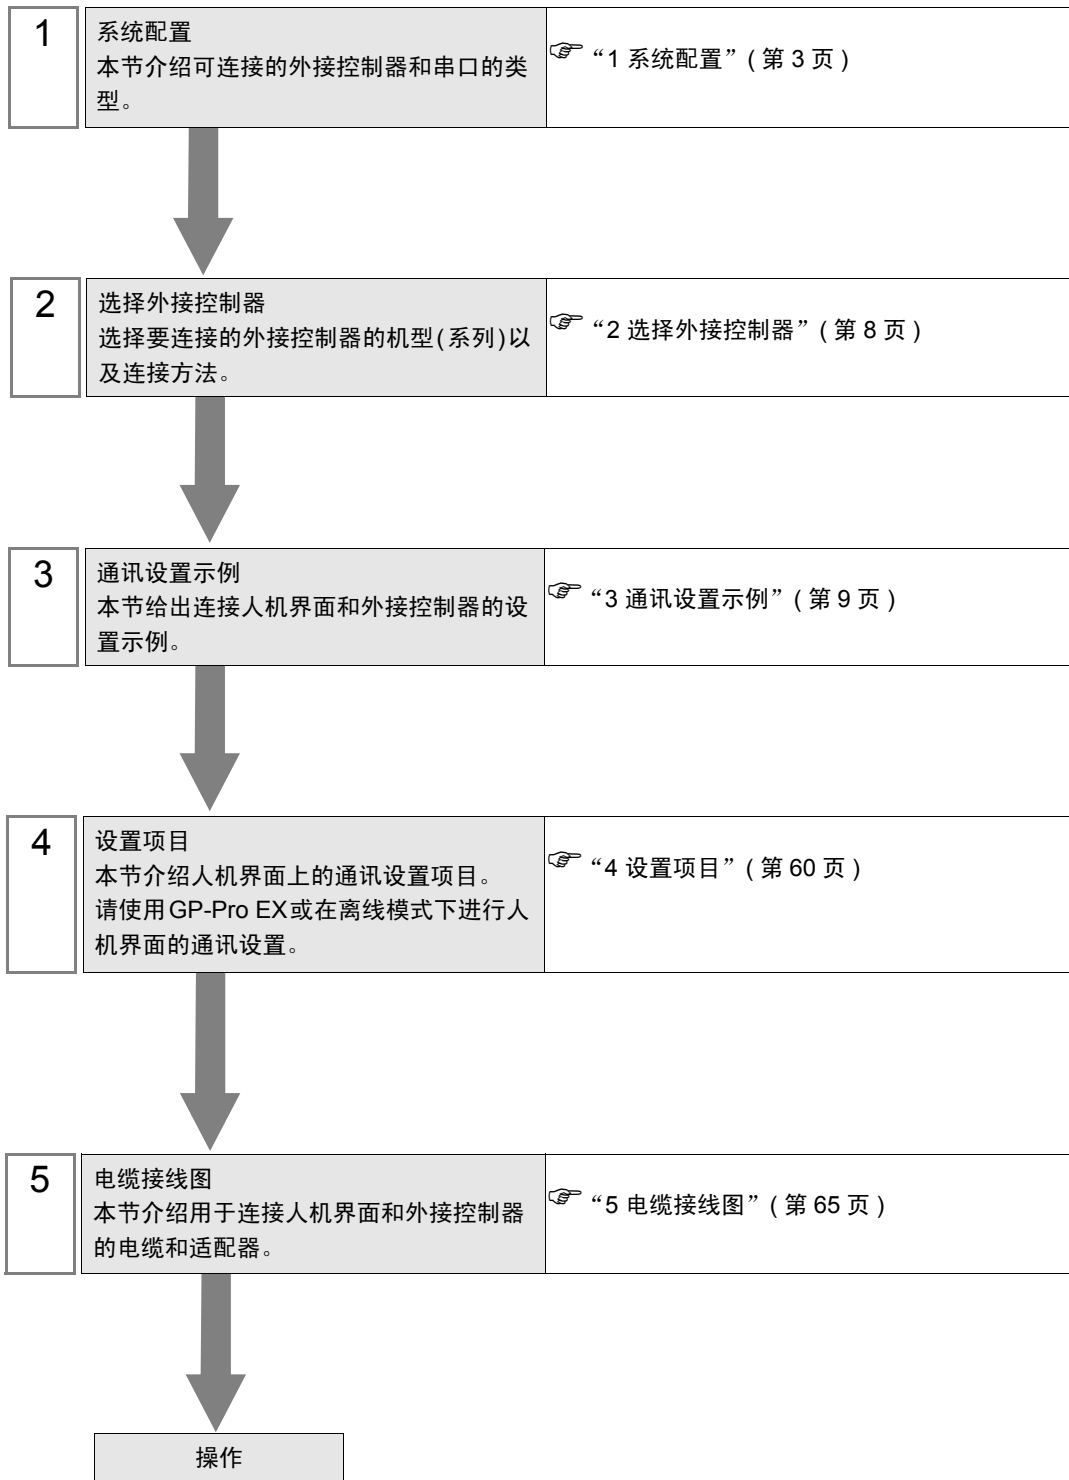 1
系统配置
本节介绍可连接的外接控制器和串口的类
型。
☞ “1 系统配置” ( 第 3 页 )
2
选择外接控制器
选择要连接的外接控制器的机型(系列)以
及连接方法。
☞ “2 选择外接控制器” ( 第 8 页 )
3
通讯设置示例
本节给出连接人机界面和外接控制器的设
置示例。
☞ “3 通讯设置示例” ( 第 9 页 )
4
设置项目
本节介绍人机界面上的通讯设置项目。
请使用GP-Pro EX或在离线模式下进行人
机界面的通讯设置。
☞ “4 设置项目” ( 第 60 页 )
5
电缆接线图
本节介绍用于连接人机界面和外接控制器
的电缆和适配器。
☞ “5 电缆接线图” ( 第 65 页 )
操作